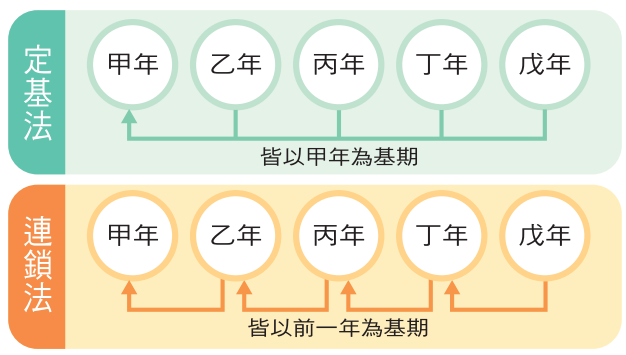 定基法
甲年 乙年 丙年 丁年 戊年
皆以甲年為基期
連鎖法
甲年 乙年 丙年 丁年 戊年
皆以前一年為基期